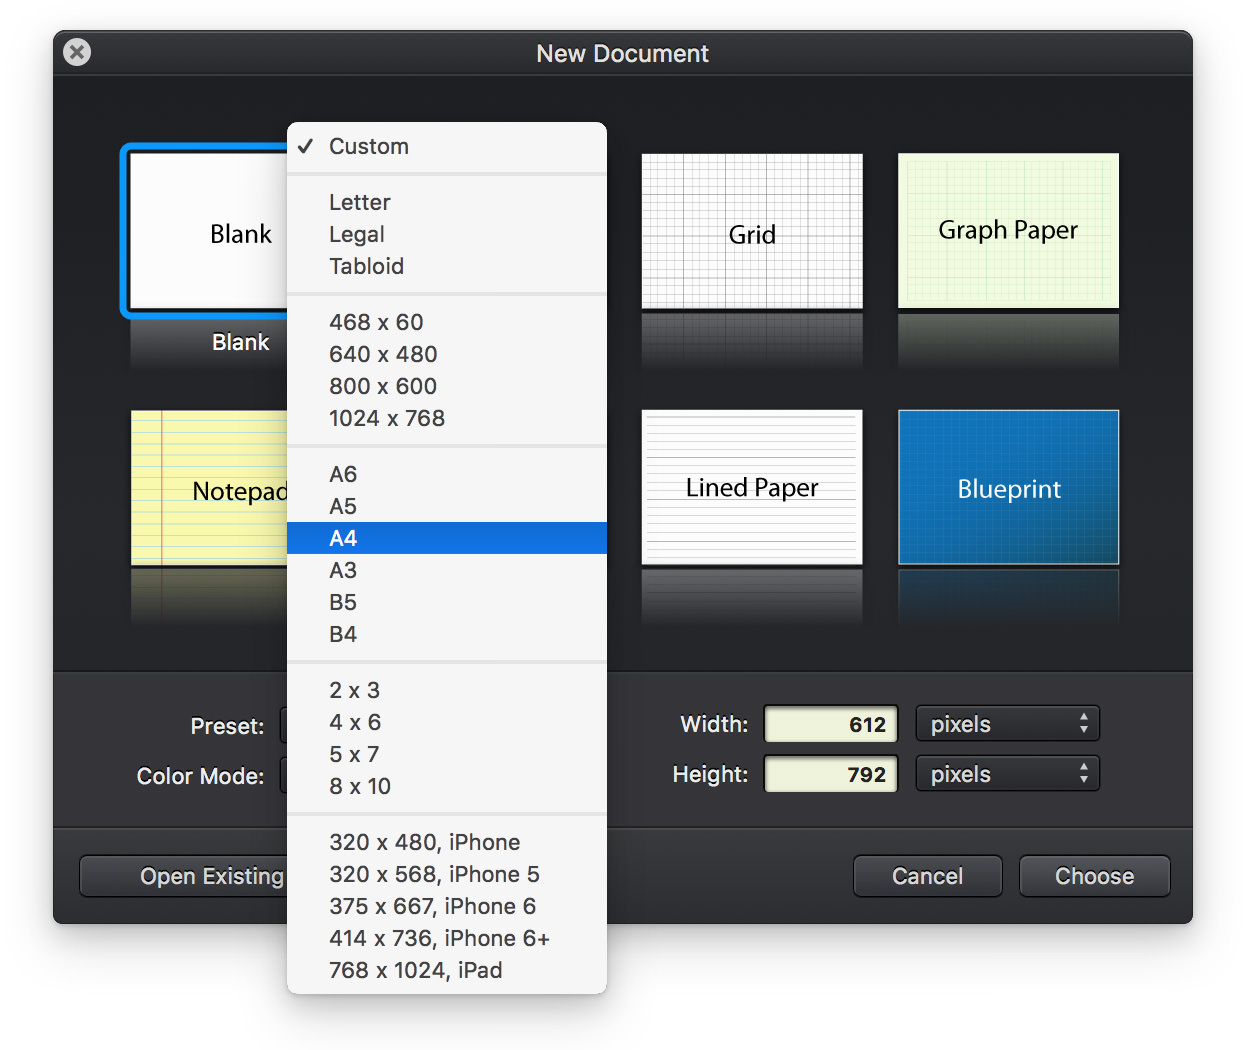 New Document
Blank
Blank
Grid
Graph Paper
Notepad
Lined Paper
Blueprint
Custom
Letter
Legal
Tabloid
468 x 60
640 x 480
800 x 600
1024 x 768
A6
A5
A4
A3
B5
B4
2 x 3
4 x 6
5 x 7
8 x 10
320 x 480, iPhone
320 x 568, iPhone 5
375 x 667, iPhone 6
414 x 736, iPhone 6+
768 x 1024, iPad
Preset:
Color Mode:
Width: 612 pixels
Height: 792 pixels
Open Existing
Cancel
Choose